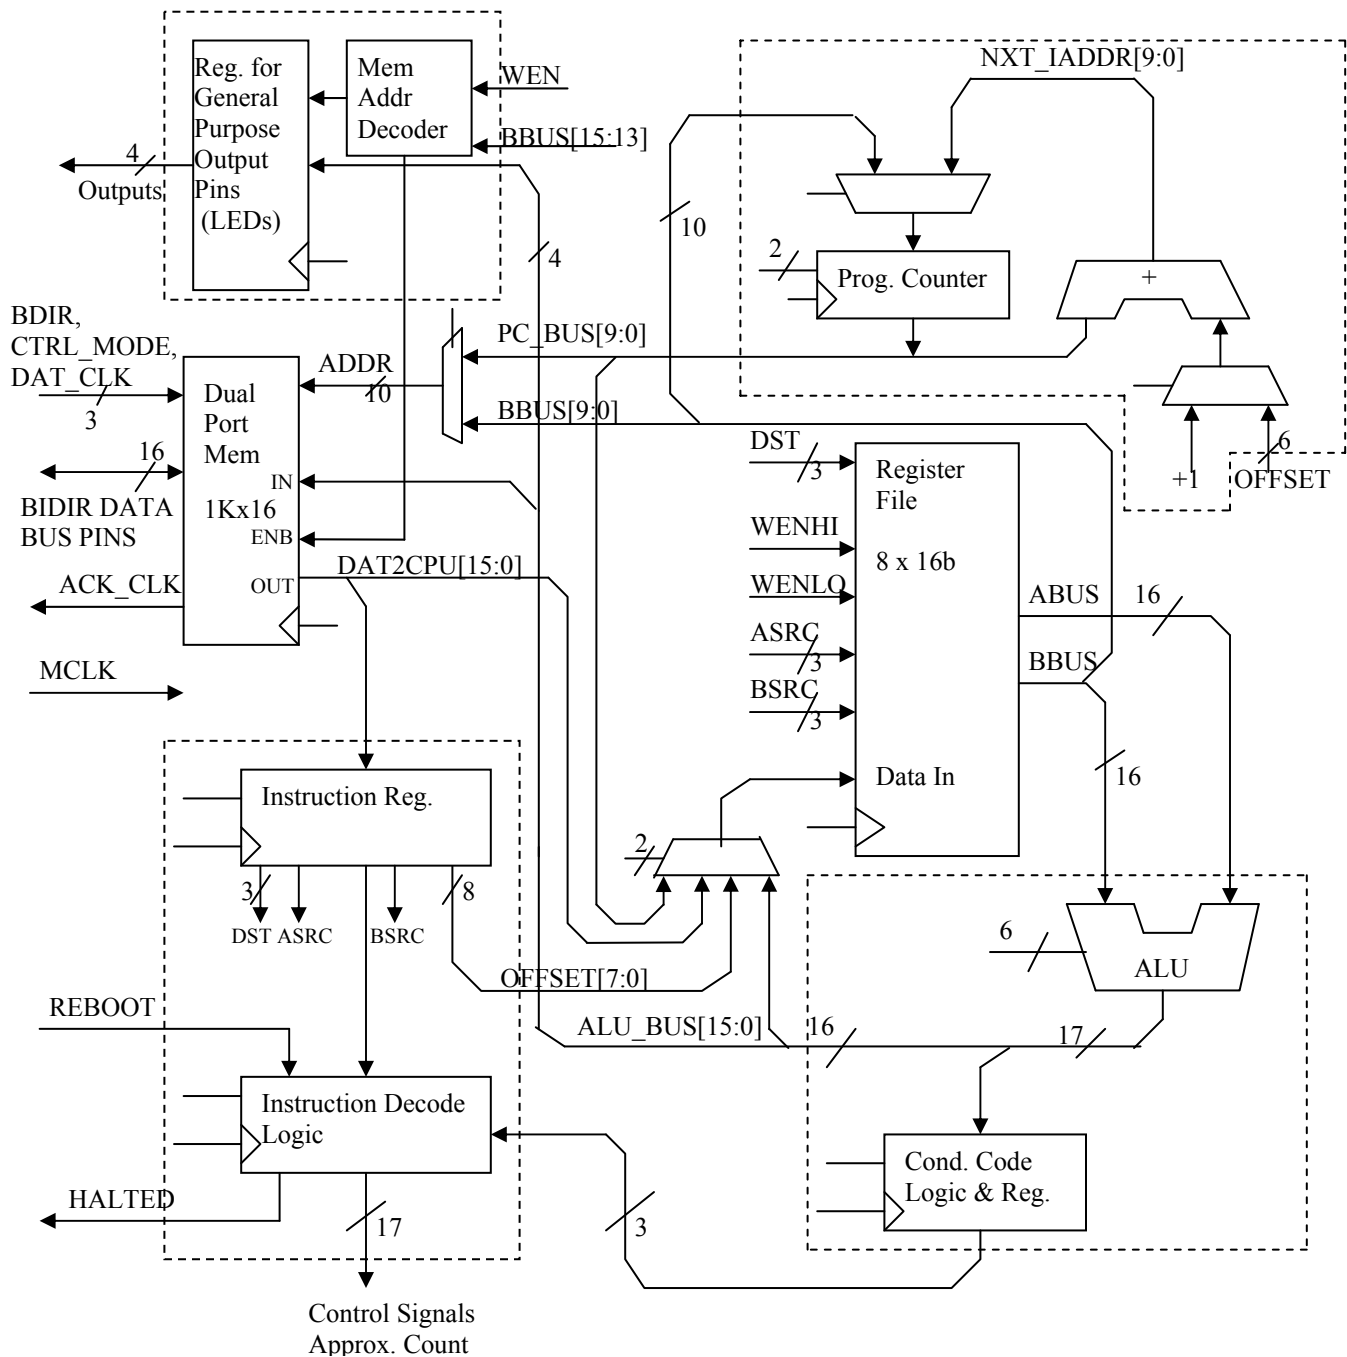 Reg. for
General
Purpose
Output
Pins
(LEDs)
Mem
Addr
Decoder
WEN
BBUS[15:13]
4
Outputs
4
NXT_IADDR[9:0]
10
2
Prog. Counter
+
+1
6
OFFSET
BDIR,
CTRL_MODE,
DAT_CLK
3
16
BIDIR DATA
BUS PINS
ACK_CLK
MCLK
Dual
Port
Mem
1Kx16
IN
ENB
OUT
ADDR
10
PC_BUS[9:0]
BBUS[9:0]
DAT2CPU[15:0]
DST
3
WENHI
WENLO
ASRC
3
BSRC
3
Register
File
8 x 16b
Data In
ABUS
16
BBUS
16
2
Instruction Reg.
3
8
DST ASRC
BSRC
OFFSET[7:0]
ALU_BUS[15:0]
16
17
6
ALU
REBOOT
Instruction Decode
Logic
HALTED
17
3
Cond. Code
Logic & Reg.
Control Signals
Approx. Count